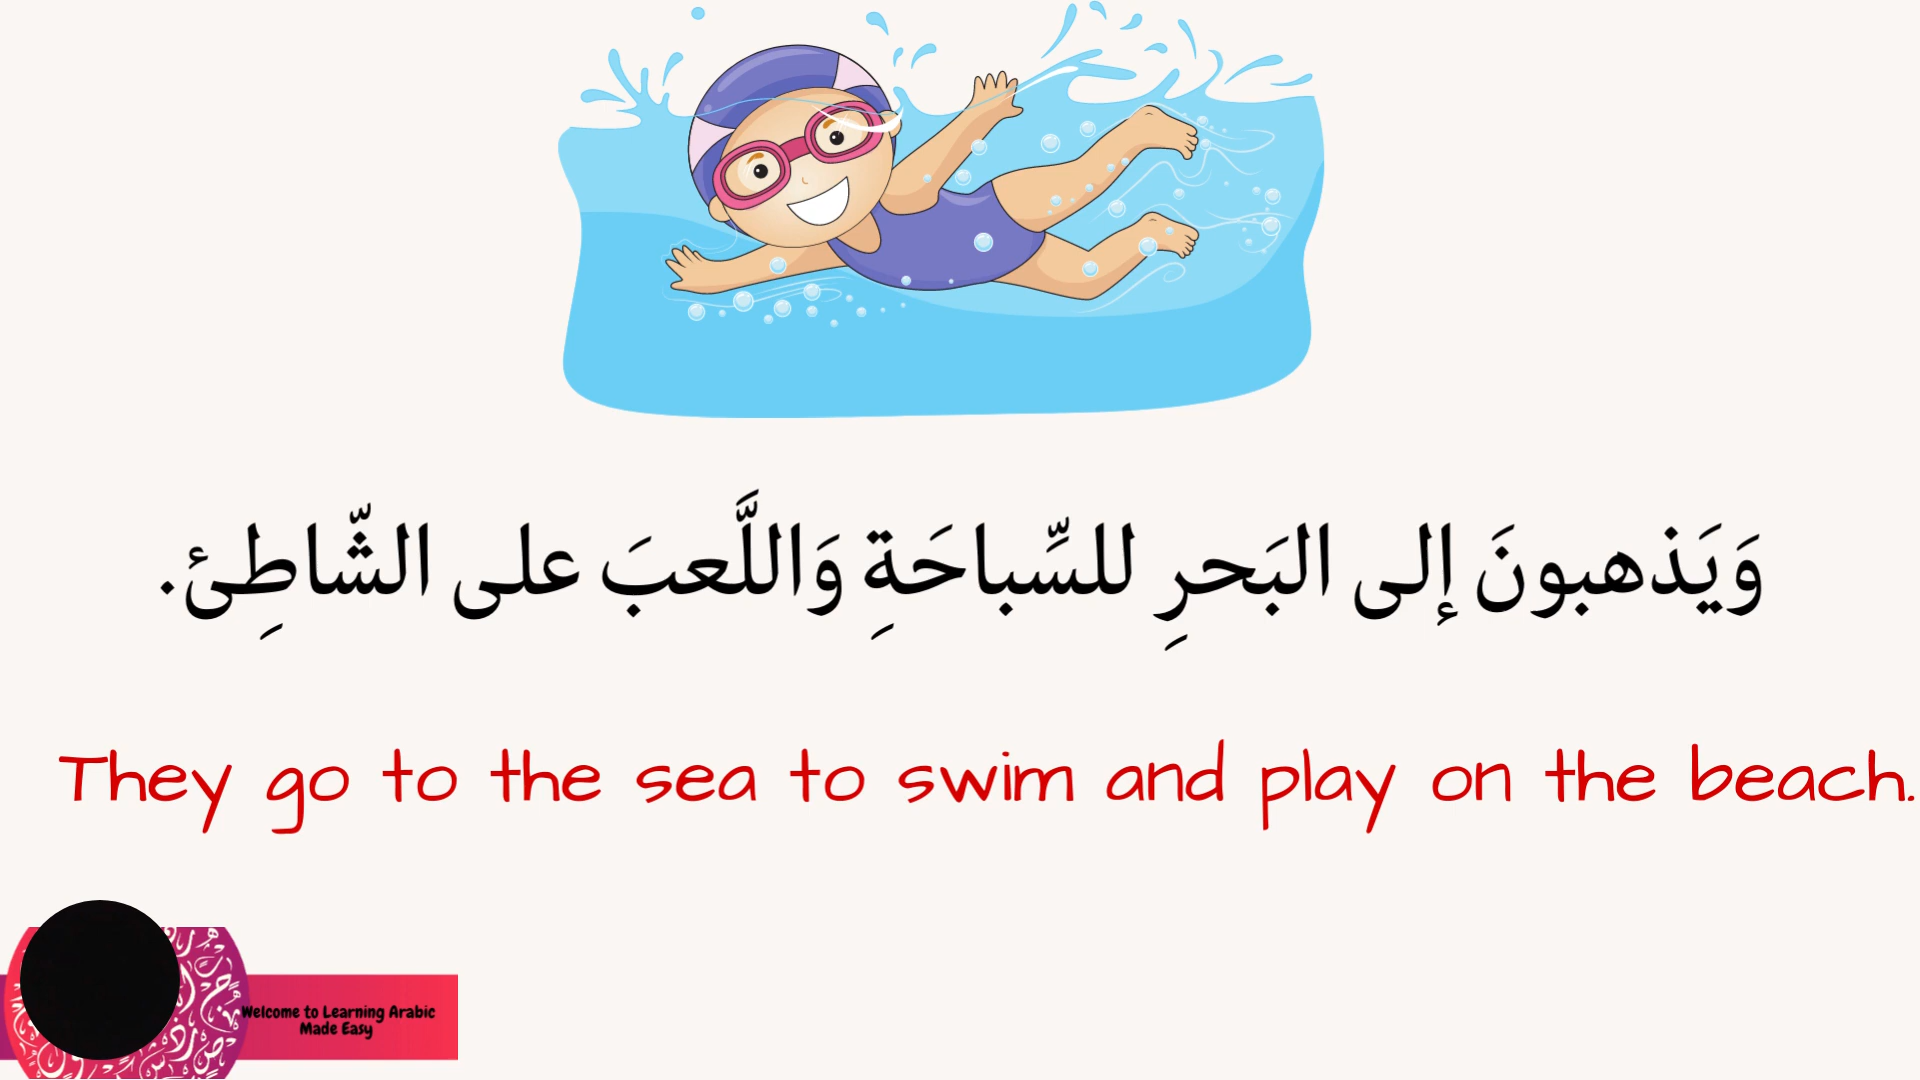 وَيَذهبونَ إلى البَحرِ للسِّباحَةِ وَاللَّعبَ على الشّاطِئ.
They go to the sea to swim and play on the beach.
Welcome to Learning Arabic
Made Easy